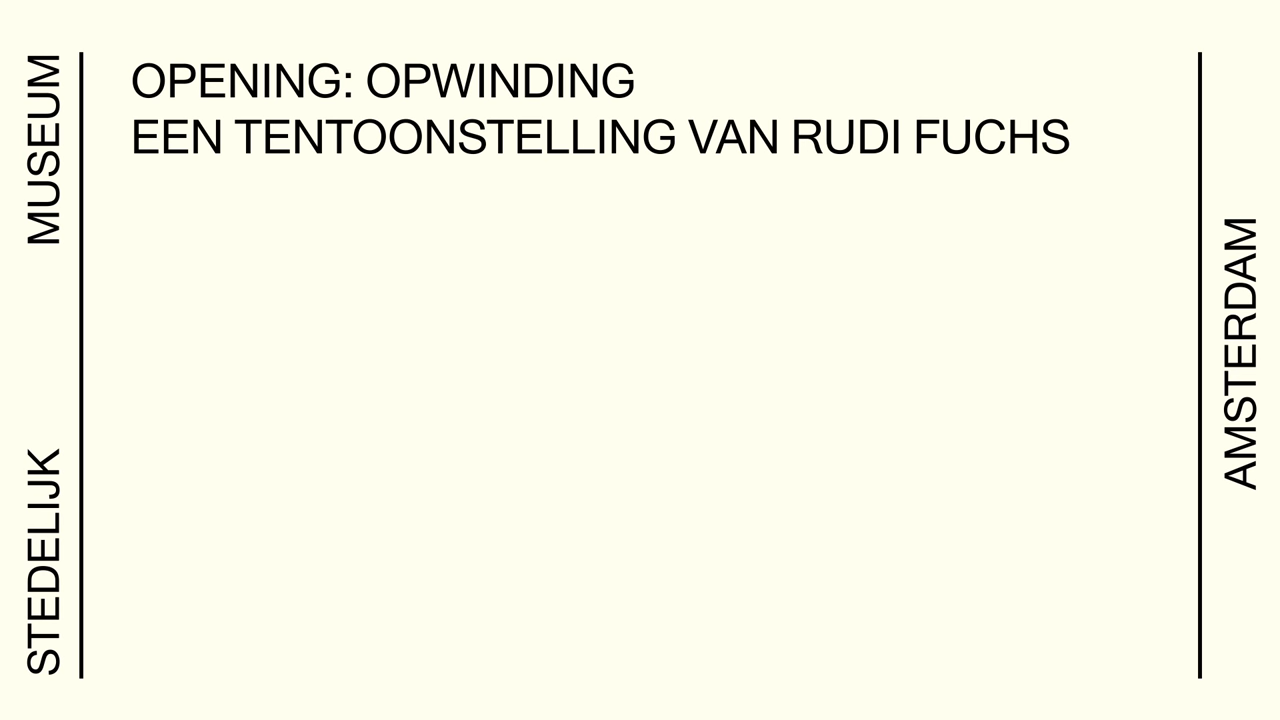 OPENING: OPWINDING
EEN TENTOONSTELLING VAN RUDI FUCHS
STEDELIJK MUSEUM
AMSTERDAM